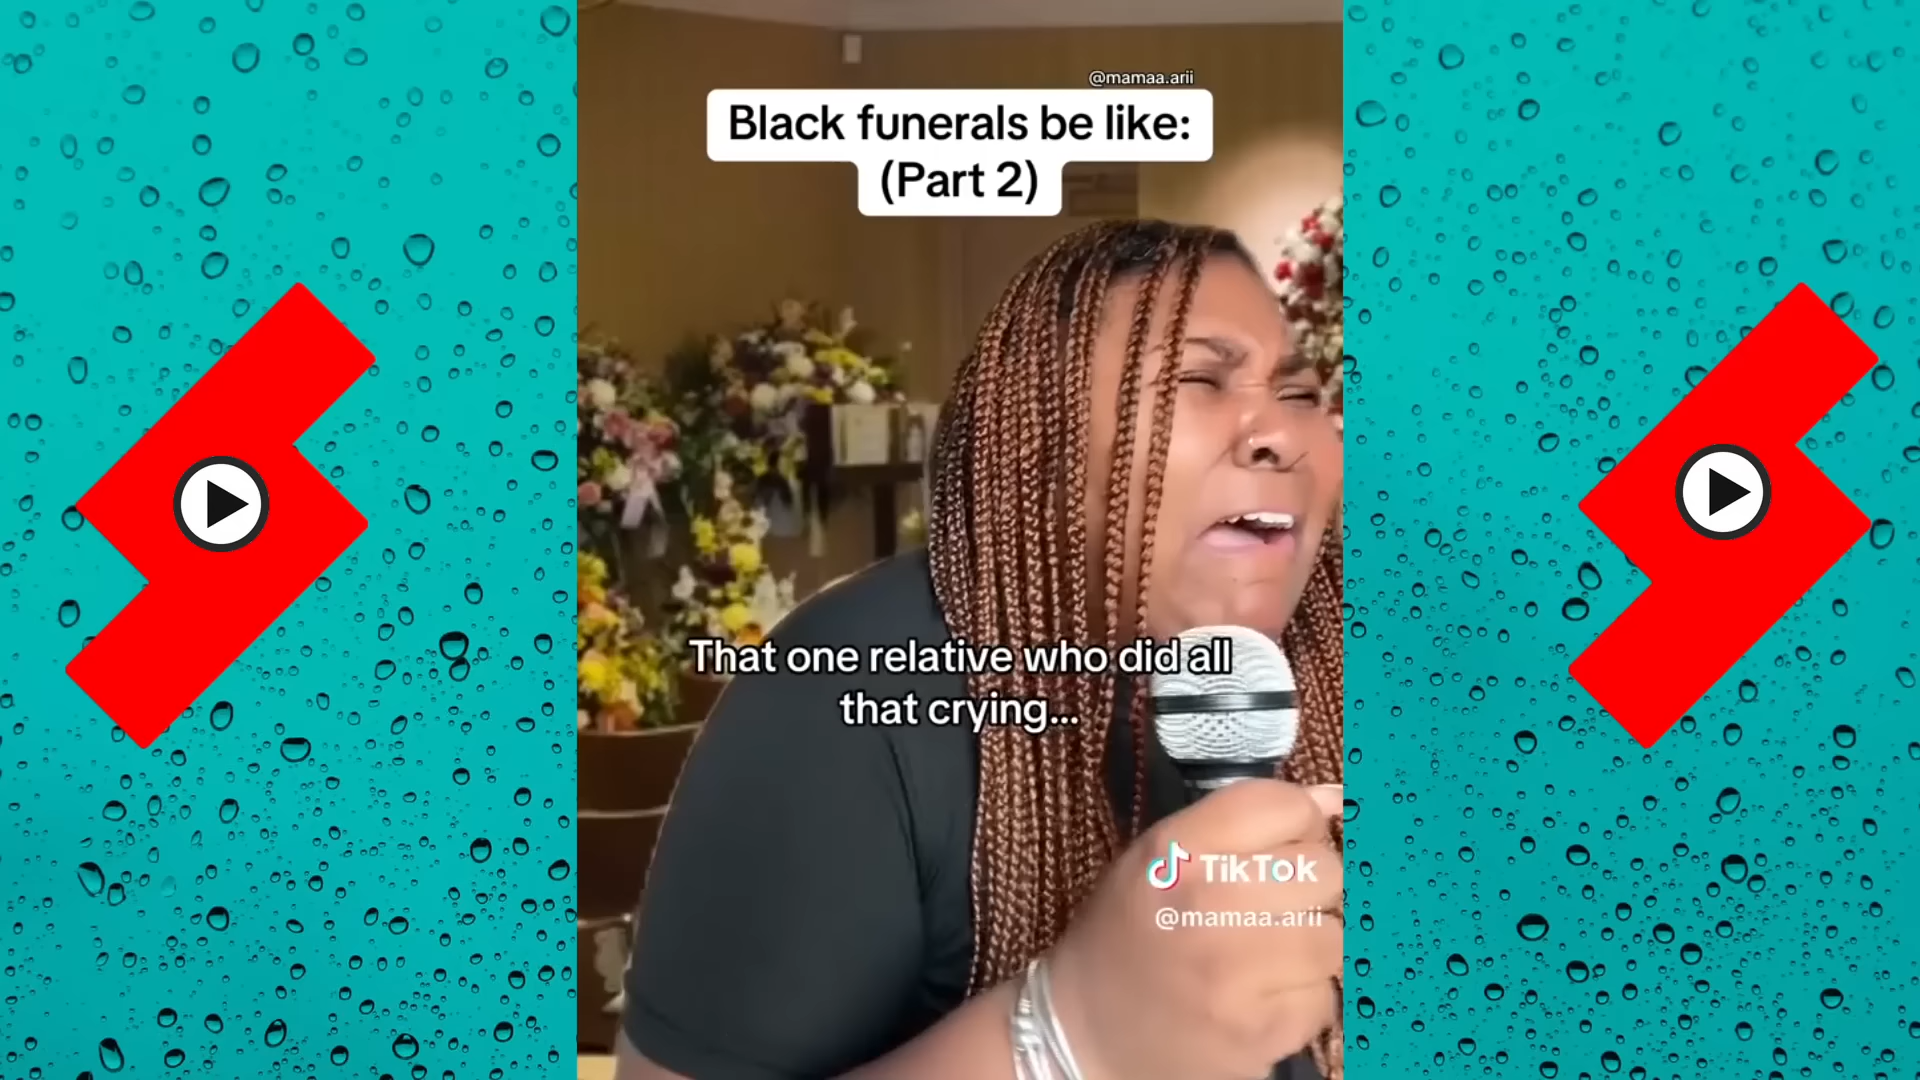 @mamaa.arii
Black funerals be like:
(Part 2)
That one relative who did all
that crying...
TikTok
@mamaa.arii